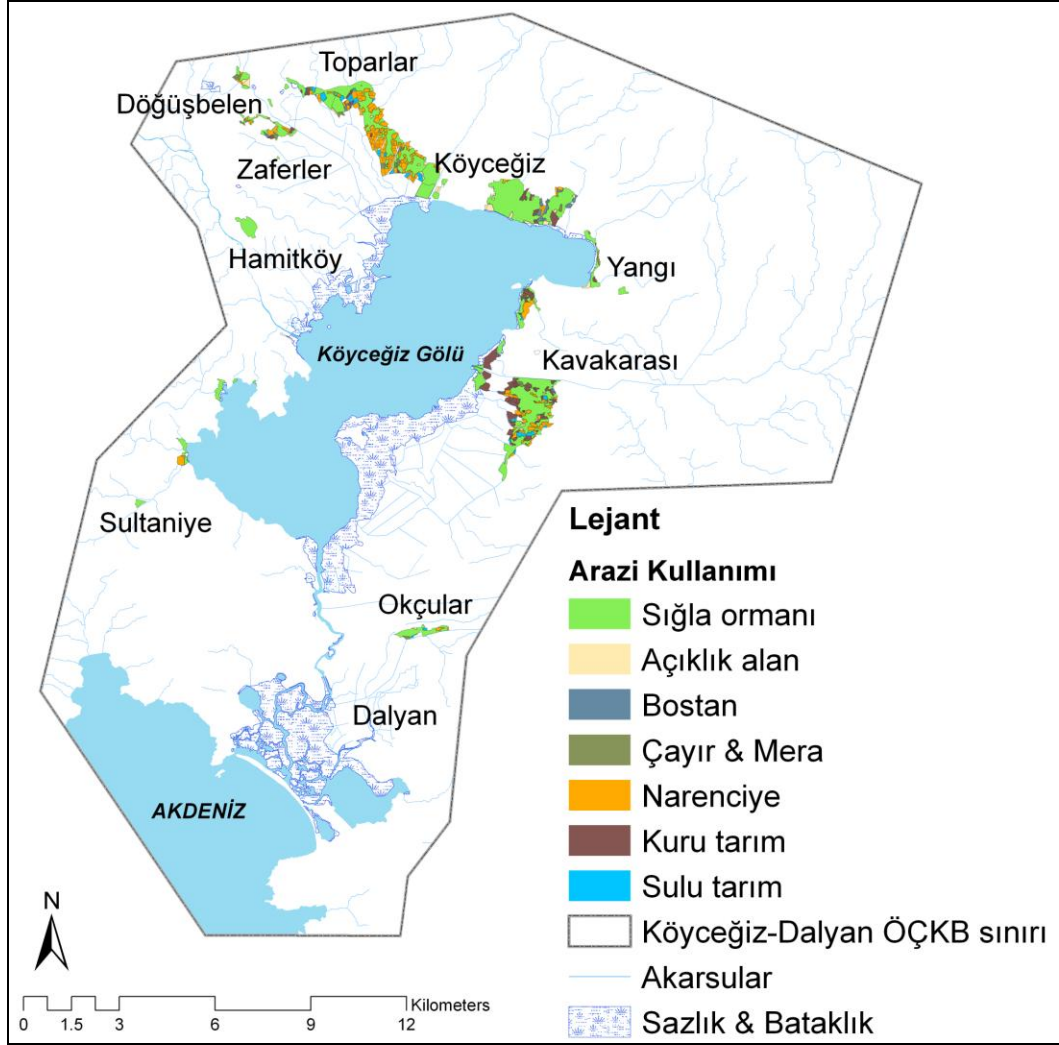 Toparlar
Döğüşbelen
Zaferler
Köyceğiz
Hamitköy
Yangı
Köyceğiz Gölü
Kavakarası
Sultaniye
Okçular
Dalyan
AKDENİZ
Lejant
Arazi Kullanımı
Sığla ormanı
Açıklık alan
Bostan
Çayır & Mera
Narenciye
Kuru tarım
Sulu tarım
Köyceğiz-Dalyan ÖÇKB sınırı
Akarsular
Sazlık & Bataklık
N
Kilometers
0 1.5 3 6 9 12